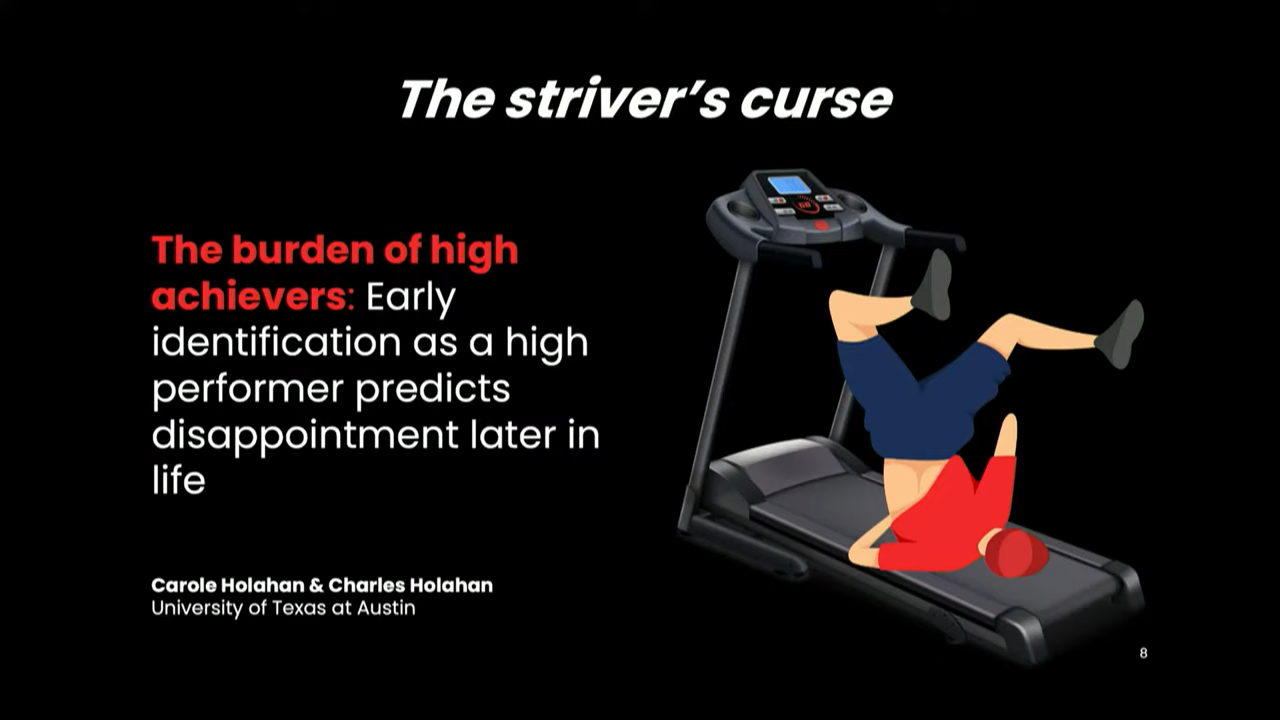 The striver’s curse
The burden of high
achievers: Early
identification as a high
performer predicts
disappointment later in
life
Carole Holahan & Charles Holahan
University of Texas at Austin
8